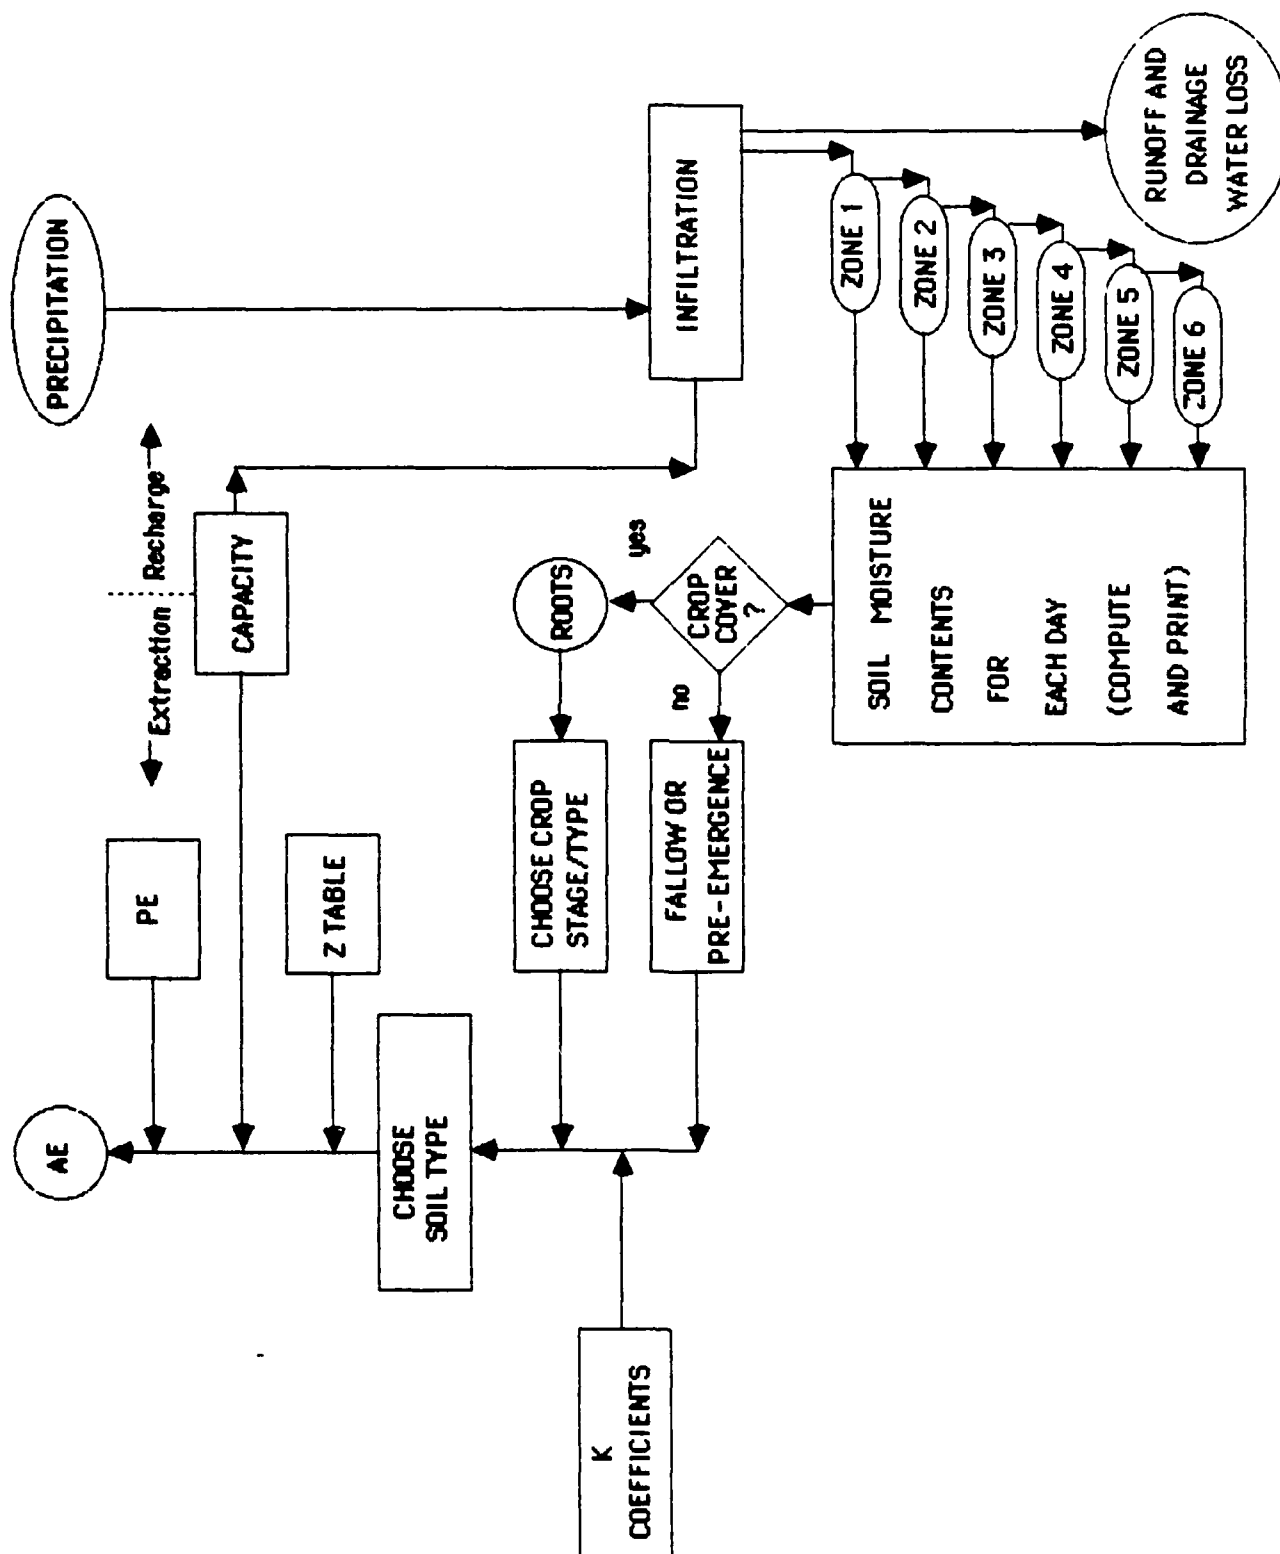 PRECIPITATION
Extraction
Recharge
CAPACITY
PE
AE
Z TABLE
CHOOSE
SOIL TYPE
K
COEFFICIENTS
CHOOSE CROP
STAGE/TYPE
ROOTS
yes
CROP
COVER
?
no
FALLOW OR
PRE-EMERGENCE
INFILTRATION
ZONE 1
ZONE 2
ZONE 3
ZONE 4
ZONE 5
ZONE 6
SOIL MOISTURE
CONTENTS
FOR
EACH DAY
(COMPUTE
AND PRINT)
RUNOFF AND
DRAINAGE
WATER LOSS